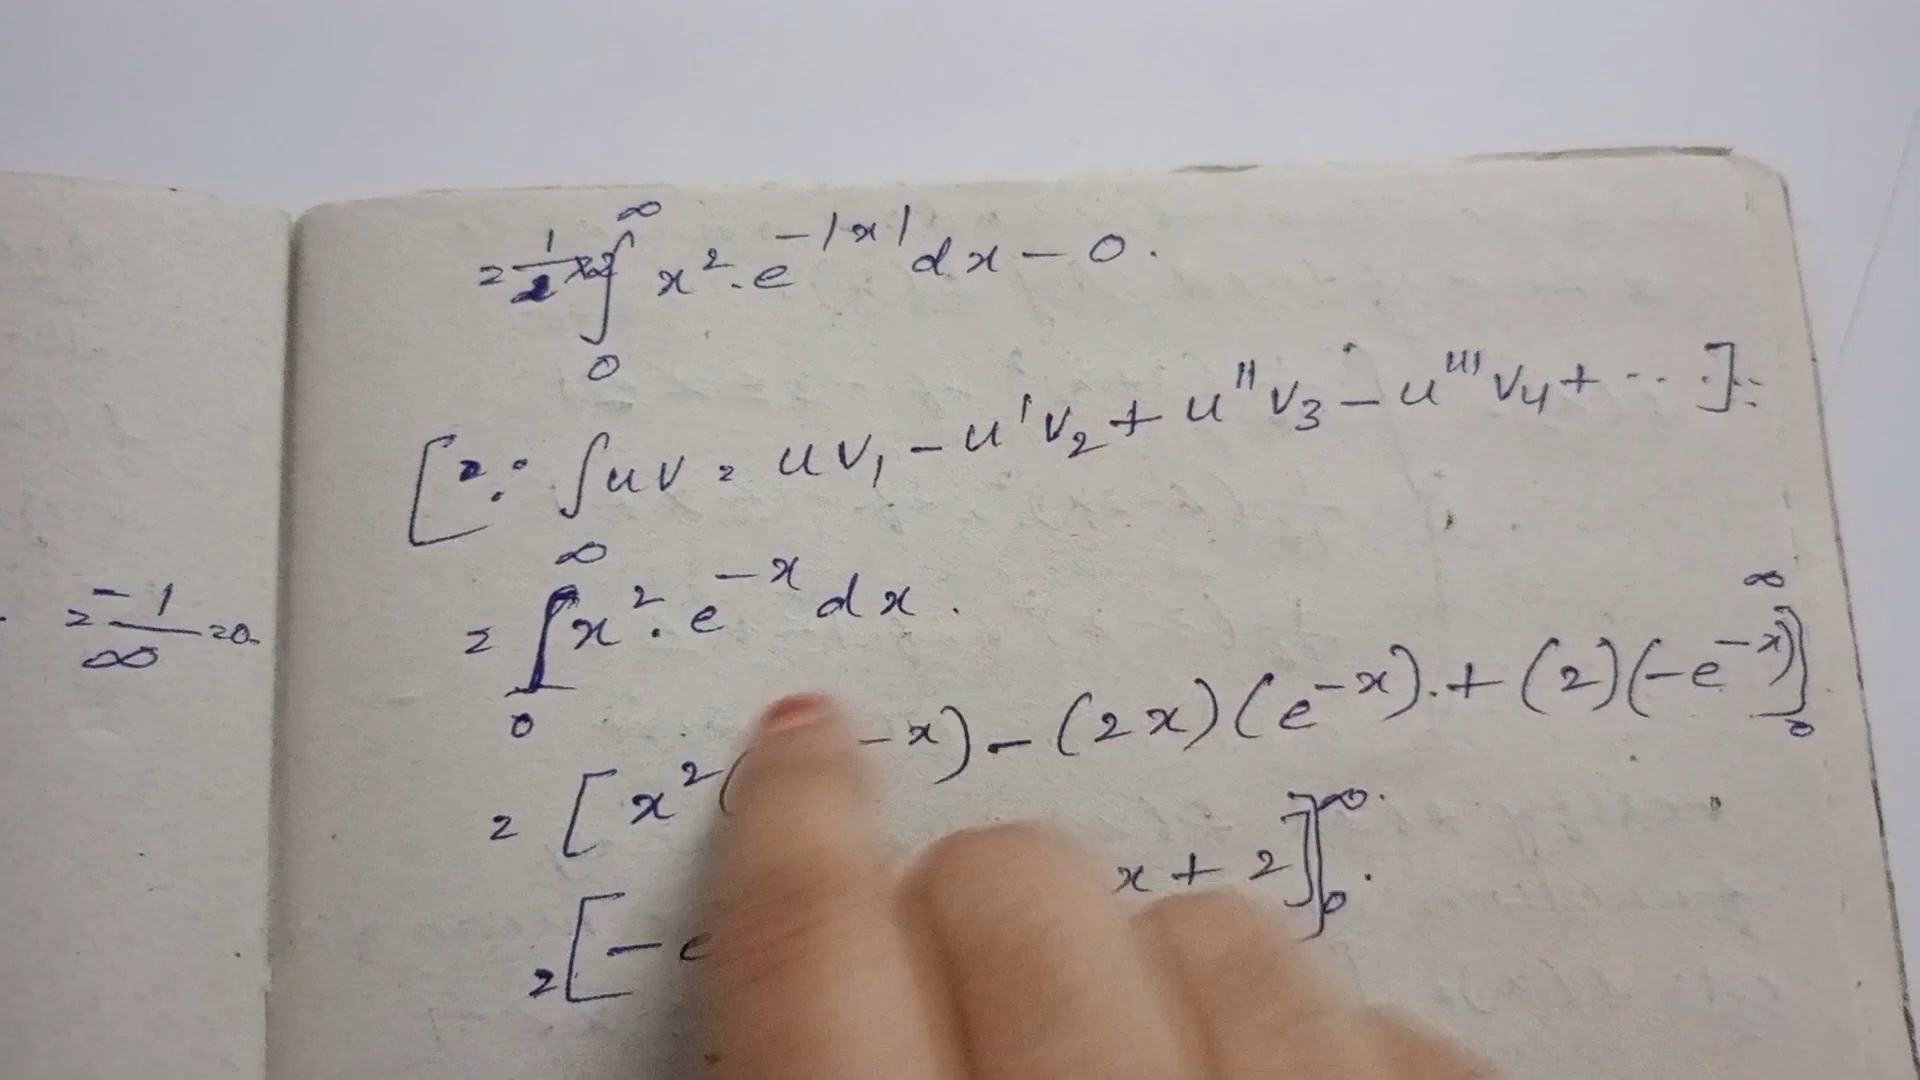 = -1/∞ = 0.
= 1/2 × 2 ∫₀^∞ x² . e^{-|x|} dx - 0 .
[∵ ∫uv = uv₁ - u'v₂ + u''v₃ - u'''v₄ + ....]
= ∫₀^∞ x² . e^{-x} dx .
= [x²( -x) - (2x)(e^{-x}) . + (2)(-e^{-x})]₀^∞
= [-e x + 2]]₀^∞ .